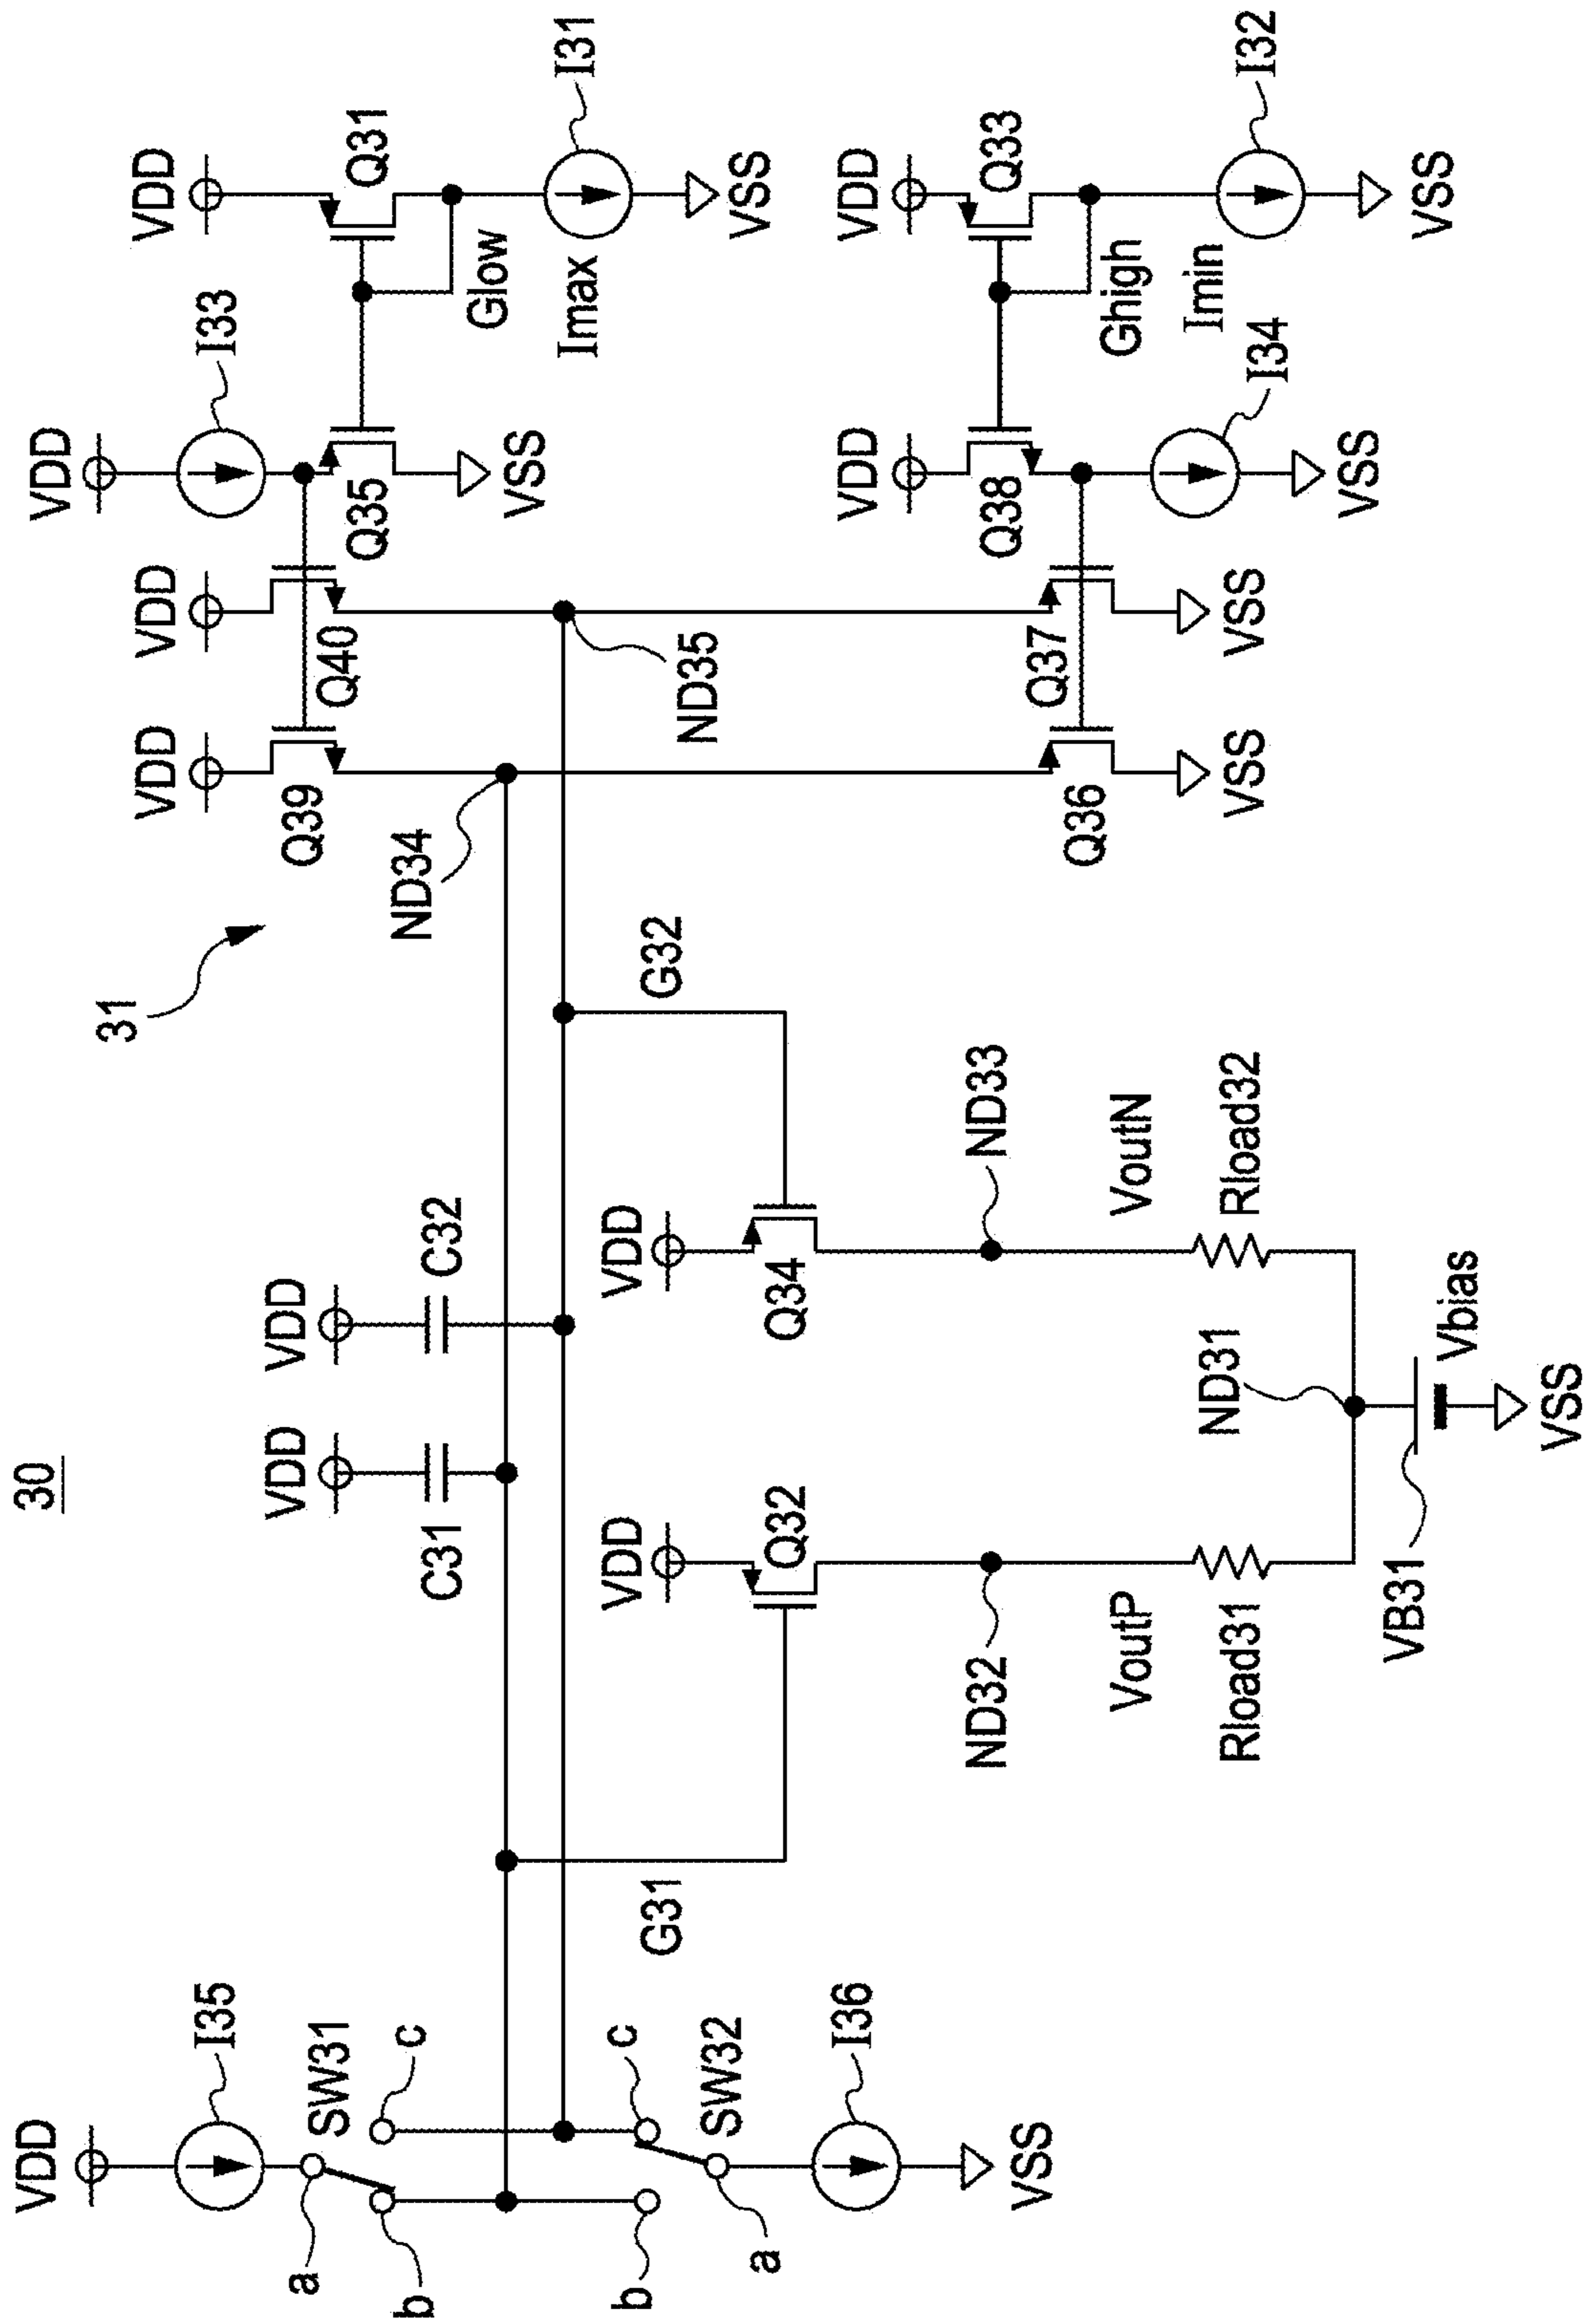 30
31
VDD
I35
SW31
a
b
c
c
b
SW32
a
I36
VSS
VDD
C31
VDD
C32
G31
G32
VDD
Q32
VDD
Q34
ND32
ND33
VoutP
VoutN
Rload31
Rload32
ND31
VB31
Vbias
VSS
VDD
Q39
VDD
Q40
ND34
ND35
Q36
VSS
Q37
VSS
VDD
I33
Q35
VSS
VDD
Q31
Glow
Imax
I31
VSS
VDD
Q38
I34
VSS
VDD
Q33
Ghigh
Imin
I32
VSS